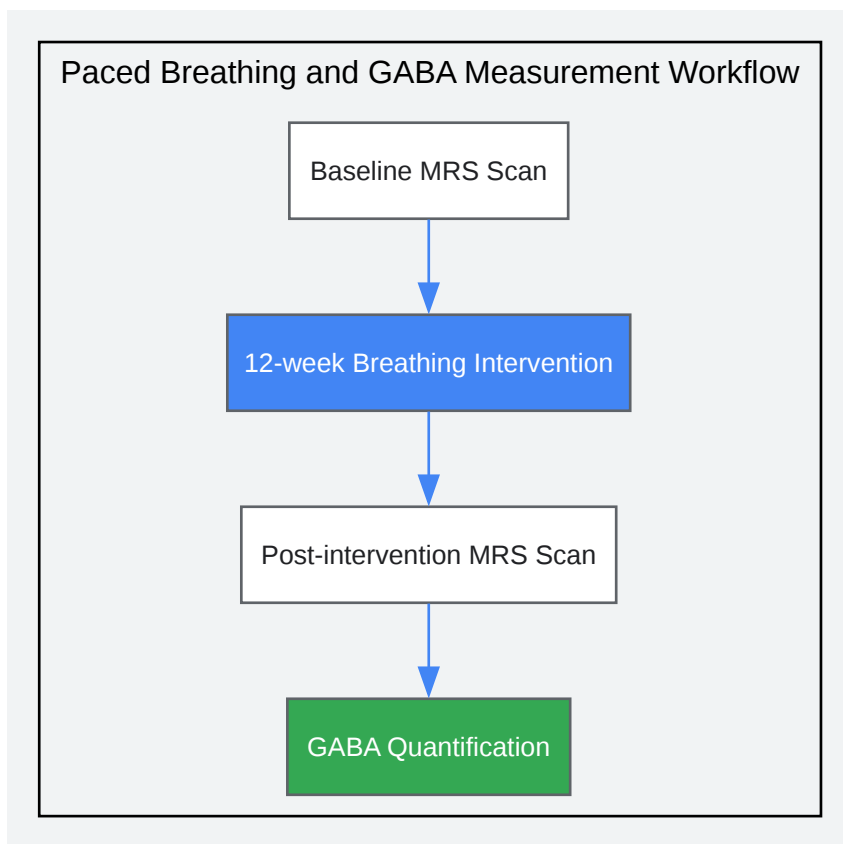 Paced Breathing and GABA Measurement Workflow
Baseline MRS Scan
12-week Breathing Intervention
Post-intervention MRS Scan
GABA Quantification